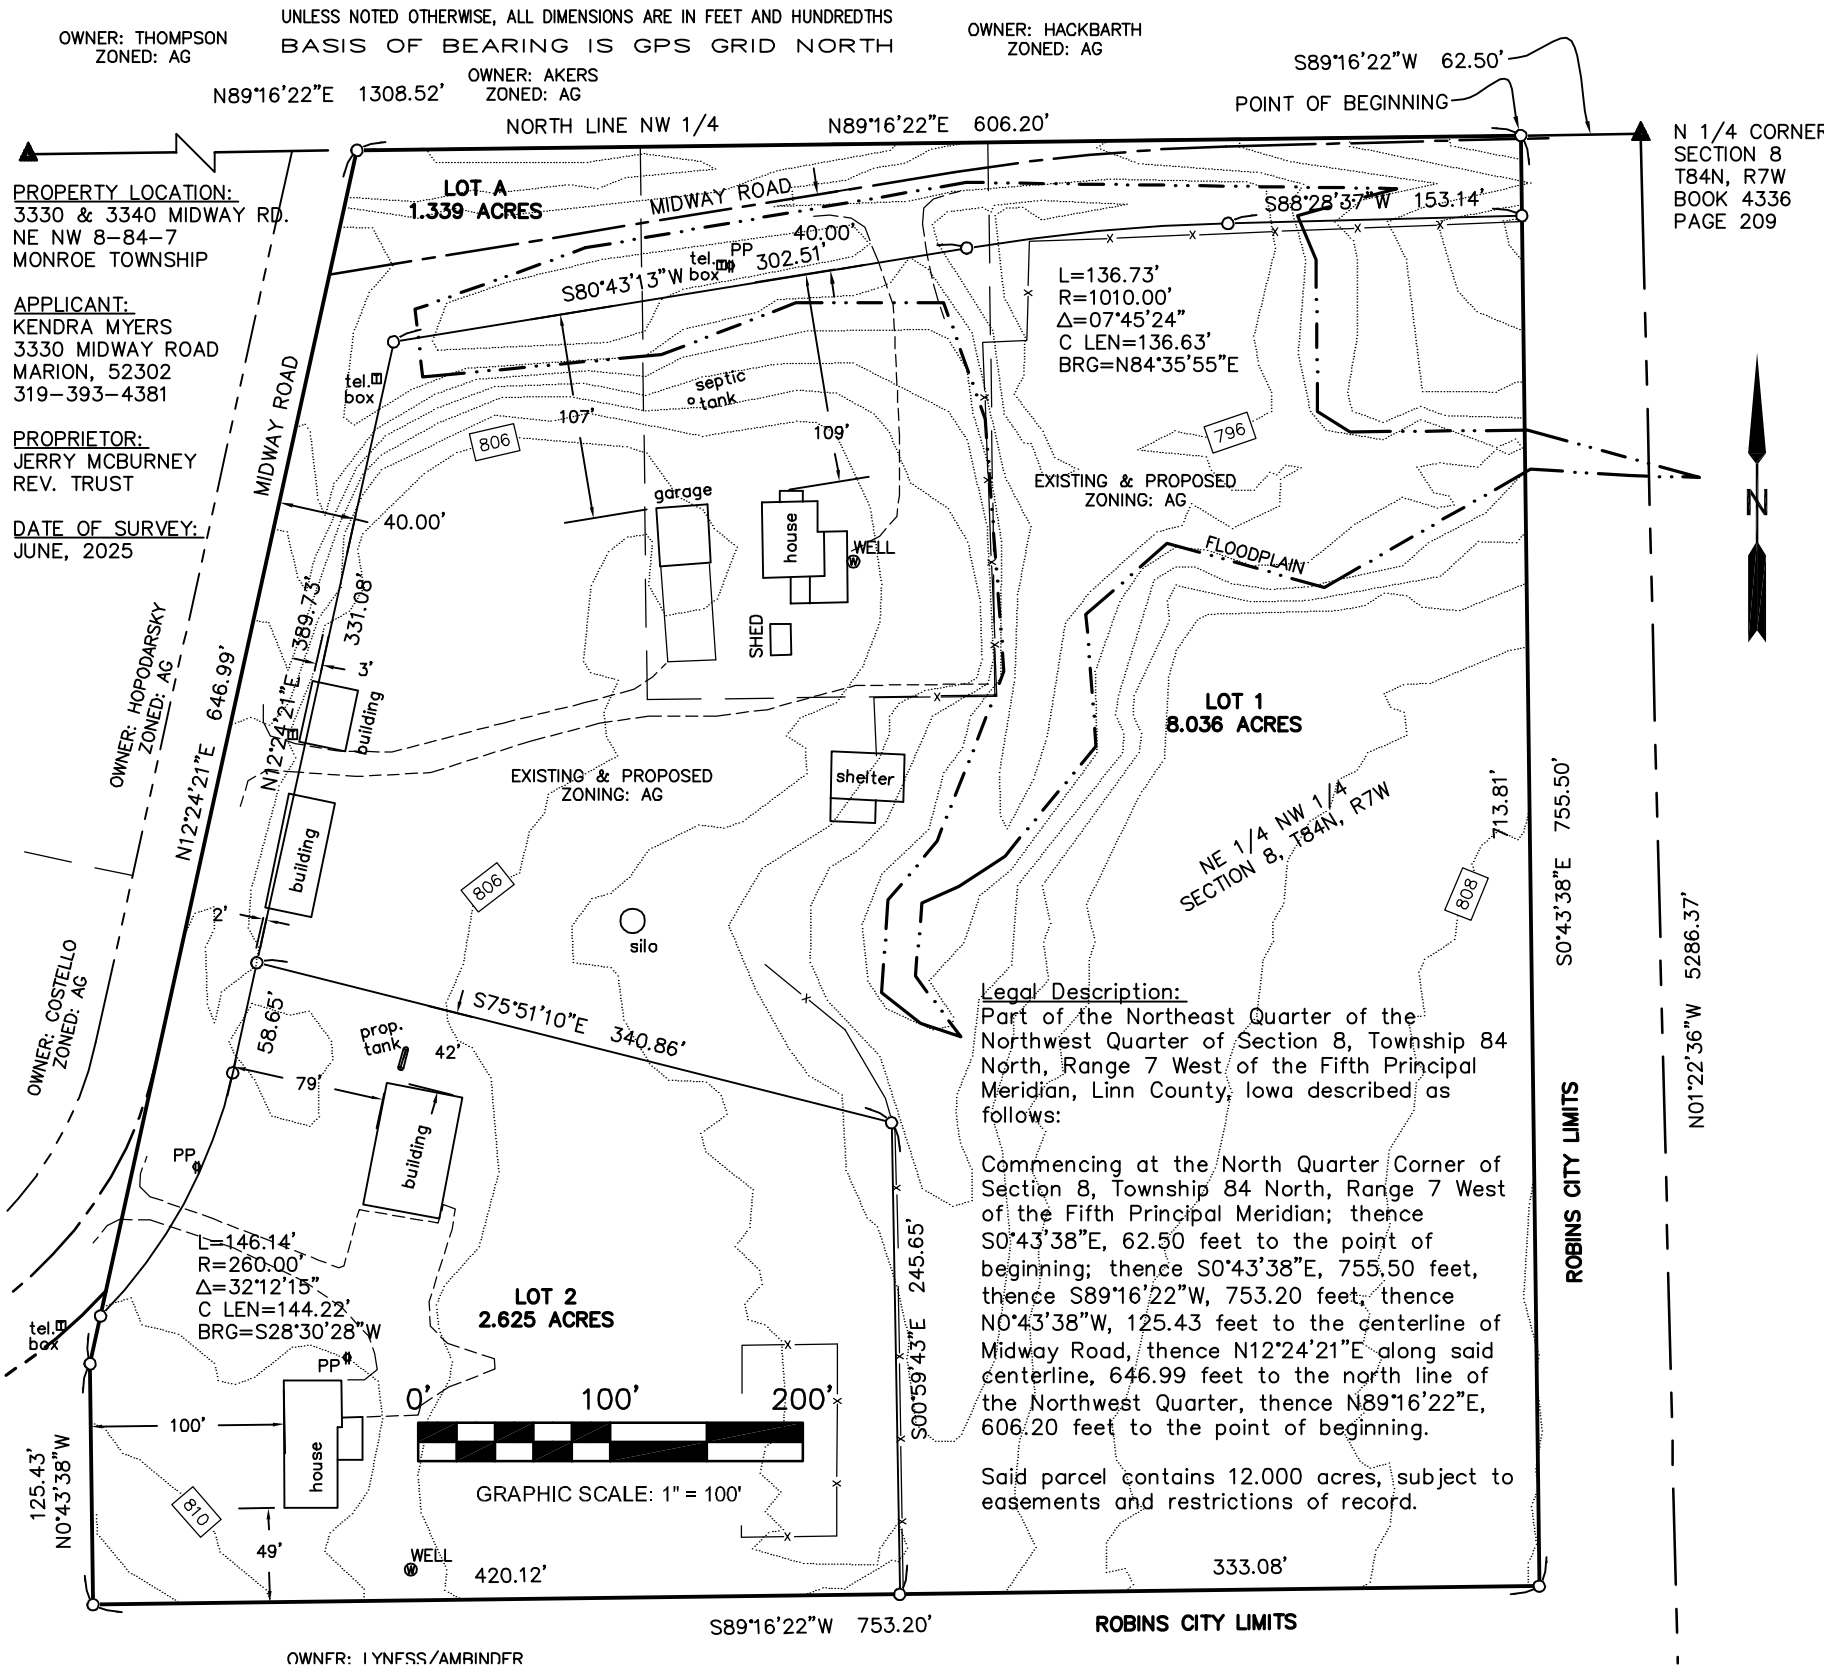 UNLESS NOTED OTHERWISE, ALL DIMENSIONS ARE IN FEET AND HUNDREDTHS
BASIS OF BEARING IS GPS GRID NORTH
OWNER: THOMPSON
ZONED: AG
OWNER: HACKBARTH
ZONED: AG
OWNER: AKERS
ZONED: AG
N89°16'22"E 1308.52'
NORTH LINE NW 1/4
N89°16'22"E 606.20'
S89°16'22"W 62.50'
POINT OF BEGINNING
N 1/4 CORNER
SECTION 8
T84N, R7W
BOOK 4336
PAGE 209
PROPERTY LOCATION:
3330 & 3340 MIDWAY RD.
NE NW 8-84-7
MONROE TOWNSHIP
APPLICANT:
KENDRA MYERS
3330 MIDWAY ROAD
MARION, 52302
319-393-4381
PROPRIETOR:
JERRY MCBURNEY
REV. TRUST
DATE OF SURVEY:
JUNE, 2025
LOT A
1.339 ACRES
MIDWAY ROAD
40.00'
S88°28'37"W 153.14'
tel.
box
PP
S80°43'13"W 302.51'
L=136.73'
R=1010.00'
Δ=07°45'24"
C LEN=136.63'
BRG=N84°35'55"E
tel.
box
septic
tank
107'
109'
806
796
MIDWAY ROAD
40.00'
garage
house
WELL
W
SHED
EXISTING & PROPOSED
ZONING: AG
FLOODPLAIN
N
OWNER: HOPODARSKY
ZONED: AG
N12°24'21"E 646.99'
N12°24'21"E 389.73'
331.08'
3'
building
LOT 1
8.036 ACRES
EXISTING & PROPOSED
ZONING: AG
shelter
NE 1/4 NW 1/4
SECTION 8, T84N, R7W
713.81'
S0°43'38"E 755.50'
building
806
808
2'
silo
OWNER: COSTELLO
ZONED: AG
N01°22'36"W 5286.37'
S75°51'10"E 340.86'
58.65'
prop.
tank
42'
79'
building
PP
Legal Description:
Part of the Northeast Quarter of the
Northwest Quarter of Section 8, Township 84
North, Range 7 West of the Fifth Principal
Meridian, Linn County, Iowa described as
follows:
Commencing at the North Quarter Corner of
Section 8, Township 84 North, Range 7 West
of the Fifth Principal Meridian; thence
S0°43'38"E, 62.50 feet to the point of
beginning; thence S0°43'38"E, 755.50 feet,
thence S89°16'22"W, 753.20 feet, thence
N0°43'38"W, 125.43 feet to the centerline of
Midway Road, thence N12°24'21"E along said
centerline, 646.99 feet to the north line of
the Northwest Quarter, thence N89°16'22"E,
606.20 feet to the point of beginning.
Said parcel contains 12.000 acres, subject to
easements and restrictions of record.
ROBINS CITY LIMITS
L=146.14'
R=260.00'
Δ=32°12'15"
C LEN=144.22'
BRG=S28°30'28"W
tel.
box
PP
LOT 2
2.625 ACRES
S00°59'43"E 245.65'
0' 100' 200'
GRAPHIC SCALE: 1" = 100'
100'
house
125.43'
N0°43'38"W
810
49'
WELL
W
420.12'
333.08'
S89°16'22"W 753.20'
ROBINS CITY LIMITS
OWNER: LYNESS/AMBINDER